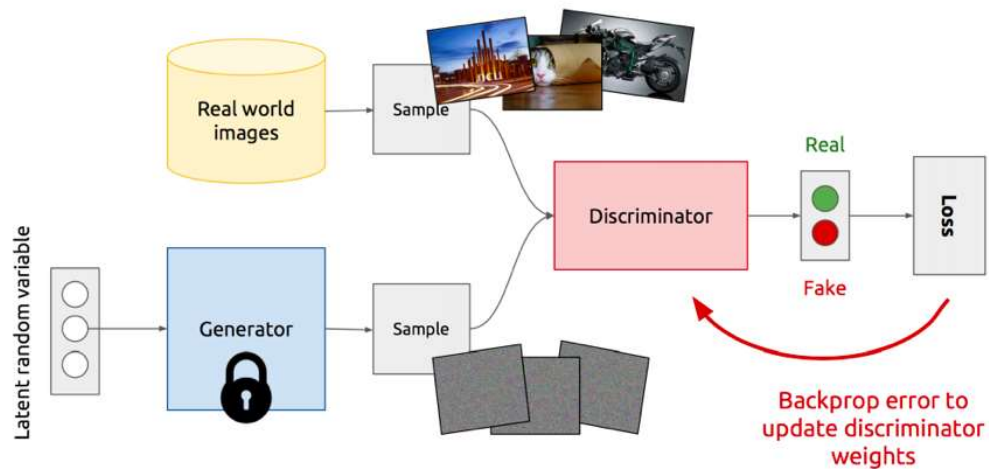 Real world
images
Sample
Real
Discriminator
Loss
Fake
Latent random variable
Generator
Sample
Backprop error to
update discriminator
weights